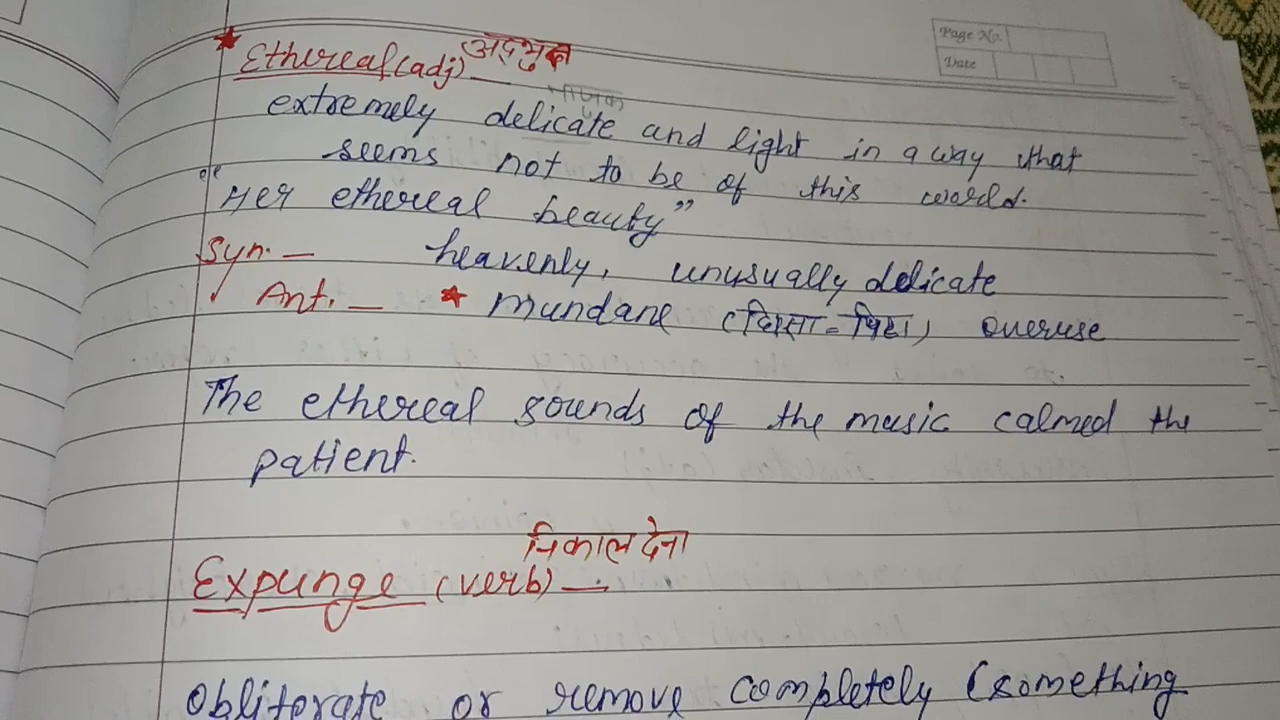 Page No.
Date
★ Ethereal (adj) — अद्भुत
नाजुक
extremely delicate and light in a way that
seems not to be of this world.
"Her ethereal beauty"
Syn. — heavenly, unusually delicate
Ant. — ★ Mundane (घिसा-पिटा) overuse
The ethereal sounds of the music calmed the
patient.
निकाल देना
Expunge (verb) —
Obliterate or remove completely (something